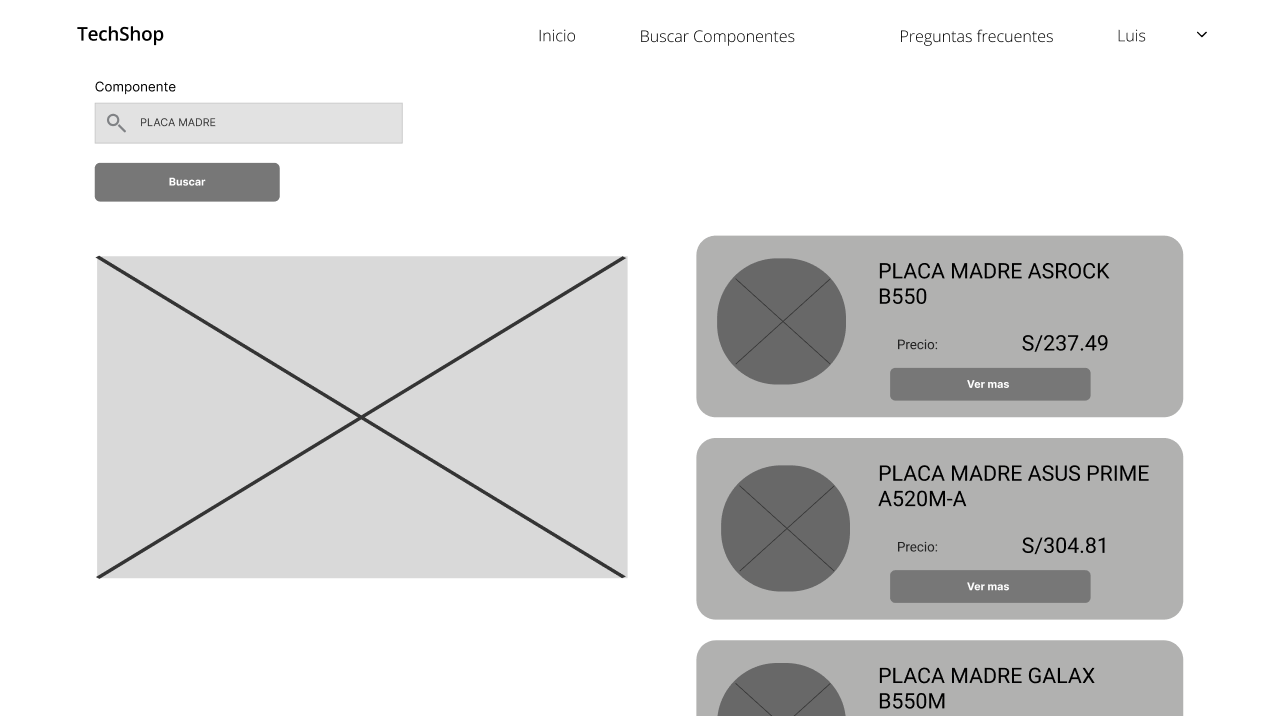 TechShop
Inicio
Buscar Componentes
Preguntas frecuentes
Luis
Componente
PLACA MADRE
Buscar
PLACA MADRE ASROCK
B550
Precio:
S/237.49
Ver mas
PLACA MADRE ASUS PRIME
A520M-A
Precio:
S/304.81
Ver mas
PLACA MADRE GALAX
B550M